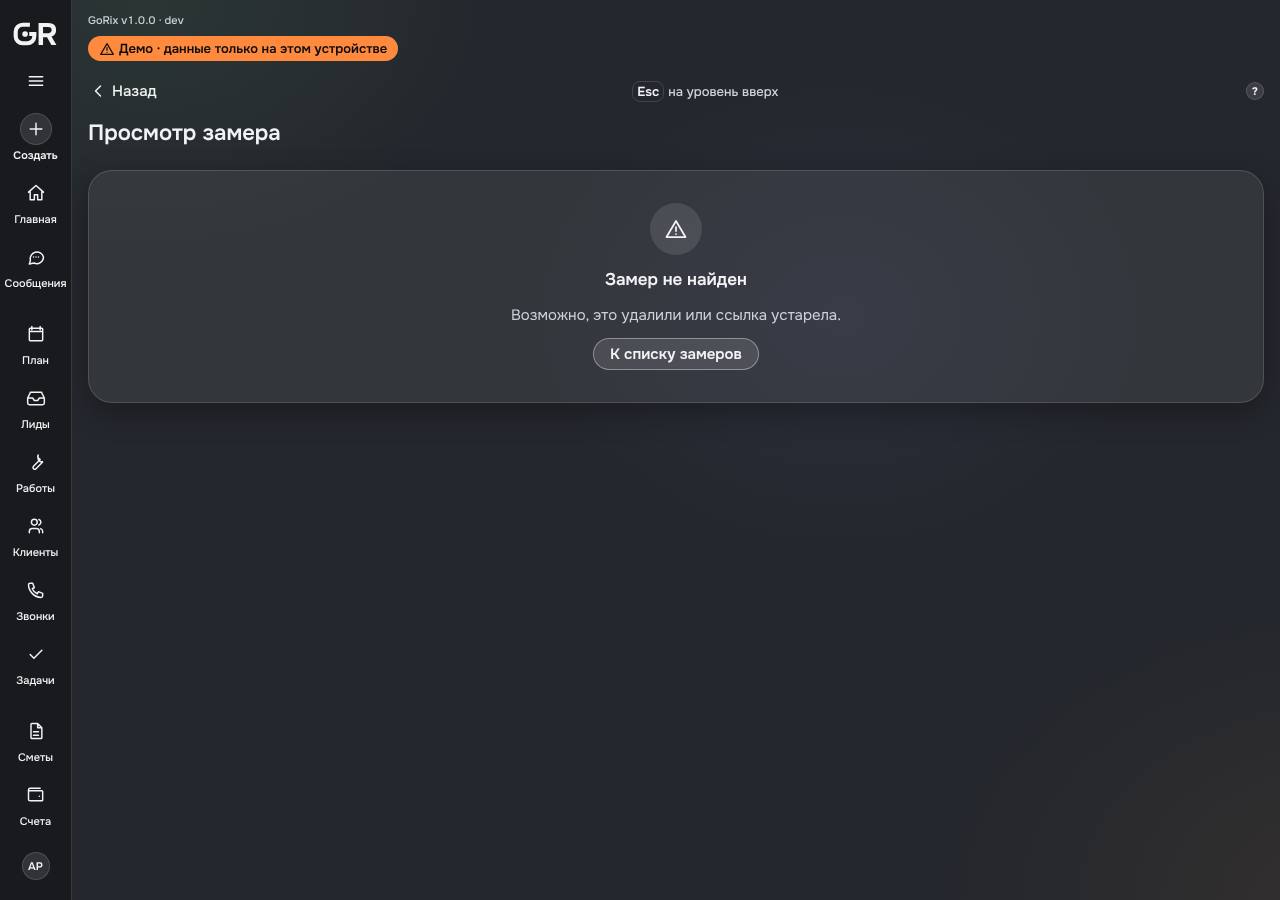 GR
GoRix v1.0.0 · dev
Демо · данные только на этом устройстве
Назад
Esc на уровень вверх
?
Просмотр замера
Замер не найден
Возможно, это удалили или ссылка устарела.
К списку замеров
Создать
Главная
Сообщения
План
Лиды
Работы
Клиенты
Звонки
Задачи
Сметы
Счета
AP